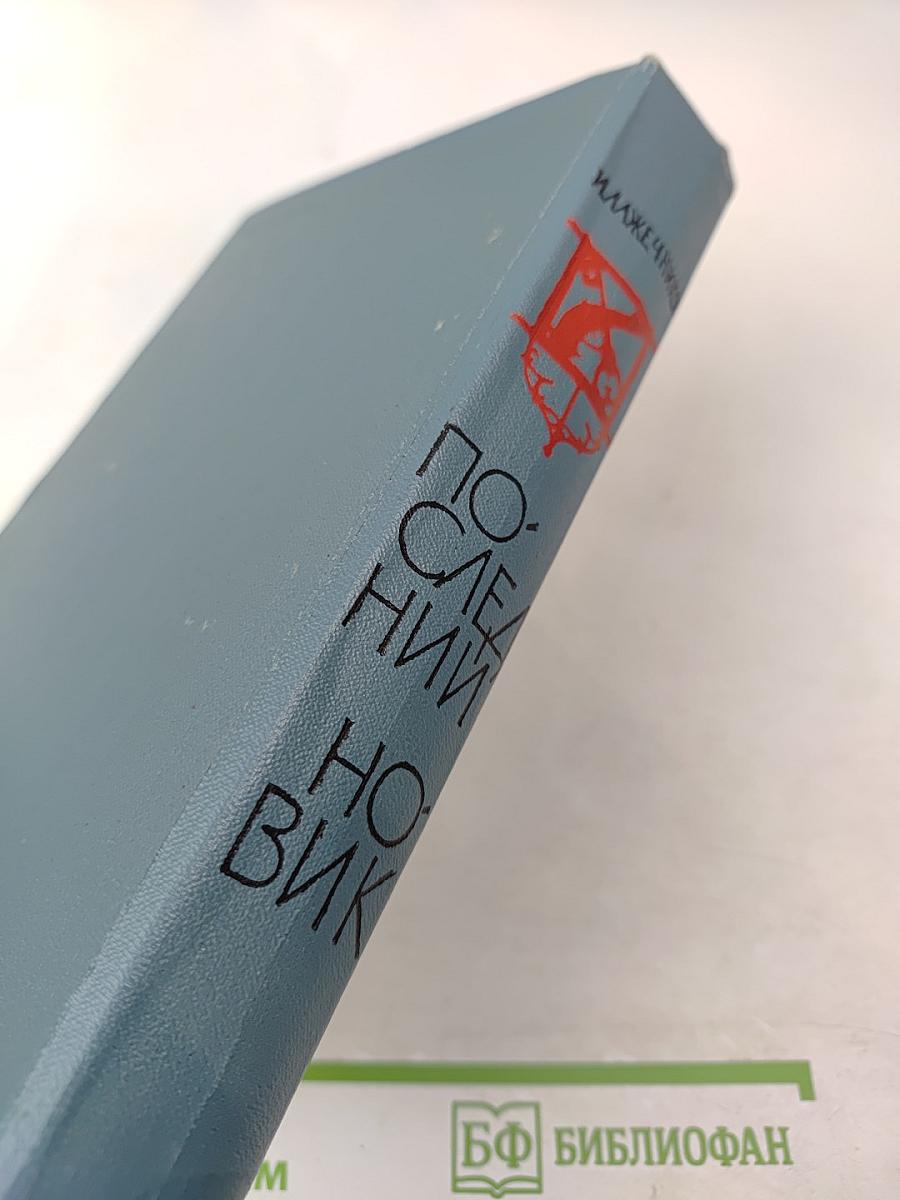 И.ЛАЖЕЧНИКОВ
ПО-
СЛЕД
НИЙ
НО-
ВИК
БФ БИБЛИОФАН